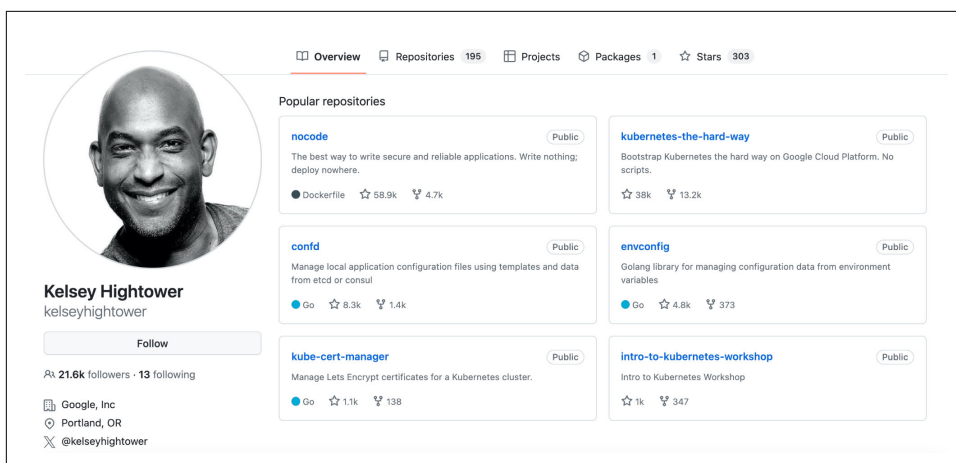 Overview Repositories 195 Projects Packages 1 Stars 303
Popular repositories
nocode Public
The best way to write secure and reliable applications. Write nothing;
deploy nowhere.
Dockerfile 58.9k 4.7k
kubernetes-the-hard-way Public
Bootstrap Kubernetes the hard way on Google Cloud Platform. No
scripts.
38k 13.2k
confd Public
Manage local application configuration files using templates and data
from etcd or consul
Go 8.3k 1.4k
envconfig Public
Golang library for managing configuration data from environment
variables
Go 4.8k 373
kube-cert-manager Public
Manage Lets Encrypt certificates for a Kubernetes cluster.
Go 1.1k 138
intro-to-kubernetes-workshop Public
Intro to Kubernetes Workshop
1k 347
Kelsey Hightower
kelseyhightower
Follow
21.6k followers · 13 following
Google, Inc
Portland, OR
@kelseyhightower